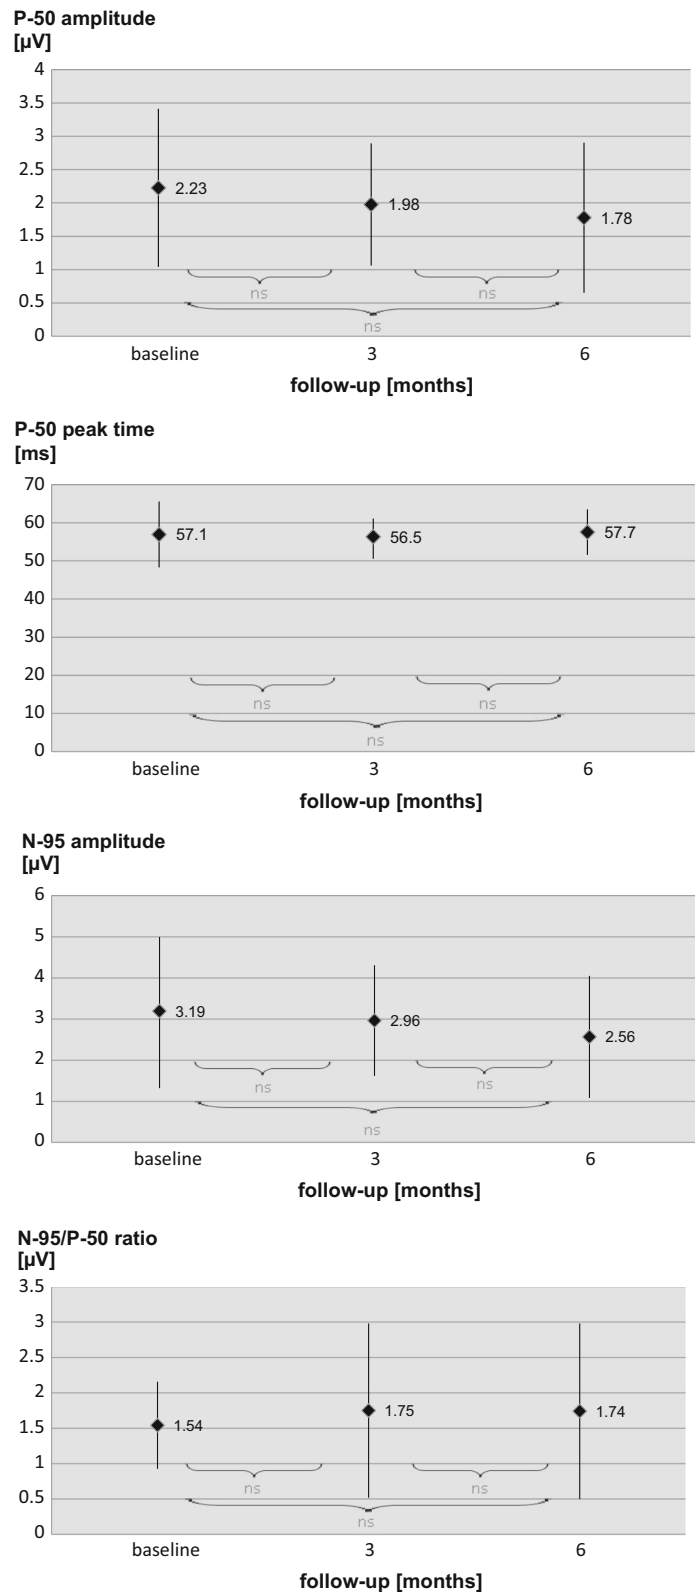 P-50 amplitude
[µV]
4
3.5
3
2.5
2
1.5
1
0.5
0
2.23
1.98
1.78
ns
ns
ns
baseline
3
6
follow-up [months]
P-50 peak time
[ms]
70
60
50
40
30
20
10
0
57.1
56.5
57.7
ns
ns
ns
baseline
3
6
follow-up [months]
N-95 amplitude
[µV]
6
5
4
3
2
1
0
3.19
2.96
2.56
ns
ns
ns
baseline
3
6
follow-up [months]
N-95/P-50 ratio
[µV]
3.5
3
2.5
2
1.5
1
0.5
0
1.54
1.75
1.74
ns
ns
ns
baseline
3
6
follow-up [months]